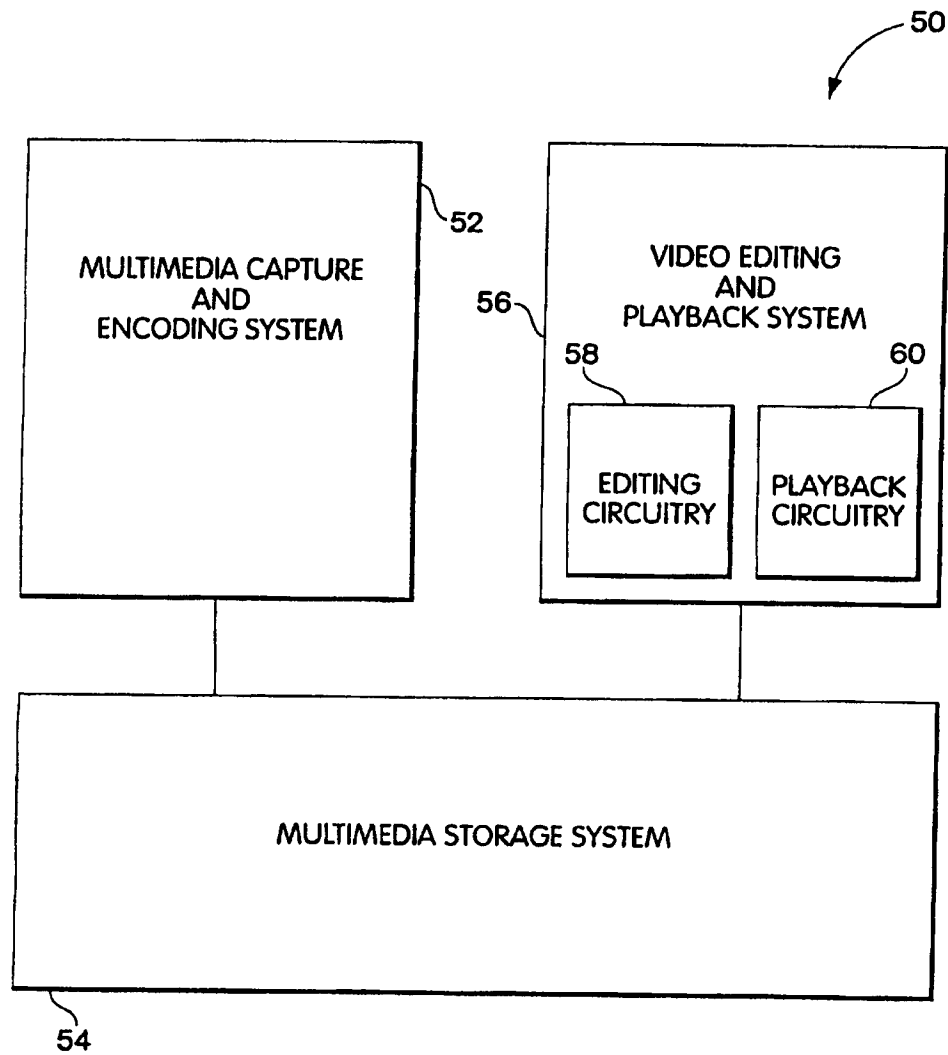 50
52
MULTIMEDIA CAPTURE
AND
ENCODING SYSTEM
VIDEO EDITING
AND
PLAYBACK SYSTEM
56
58
60
EDITING
CIRCUITRY
PLAYBACK
CIRCUITRY
MULTIMEDIA STORAGE SYSTEM
54